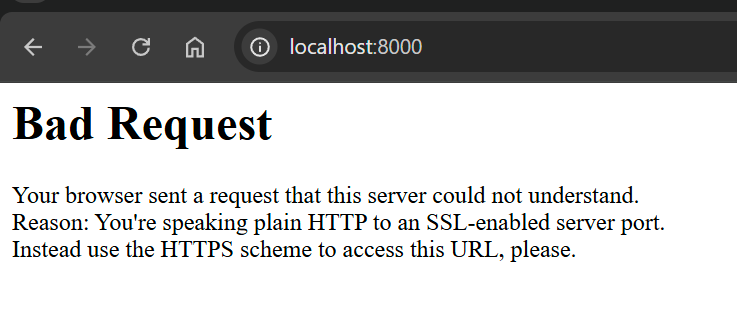 localhost:8000
Bad Request
Your browser sent a request that this server could not understand.
Reason: You're speaking plain HTTP to an SSL-enabled server port.
Instead use the HTTPS scheme to access this URL, please.